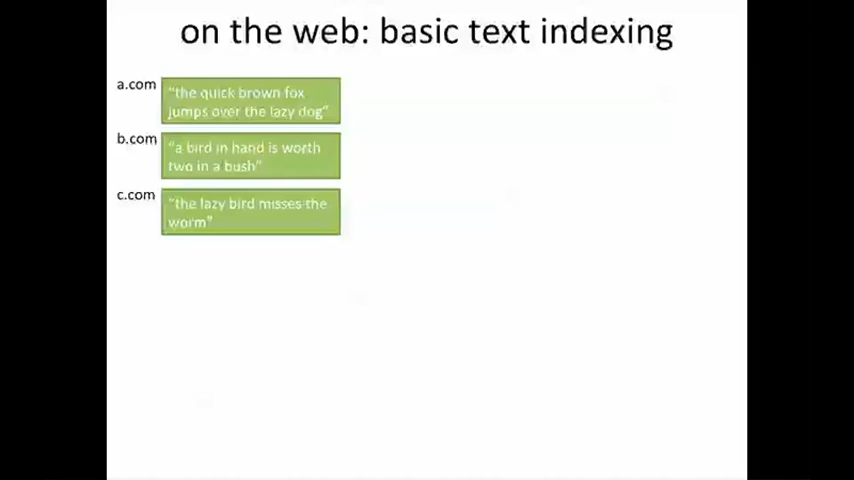 on the web: basic text indexing
a.com
"the quick brown fox
jumps over the lazy dog"
b.com
"a bird in hand is worth
two in a bush"
c.com
"the lazy bird misses the
worm"